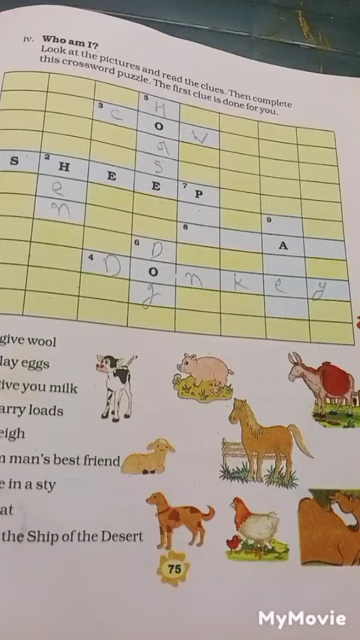 iv. Who am I?
Look at the pictures and read the clues. Then complete
this crossword puzzle. The first clue is done for you.
5 H
3 C O W
r
S 2 H E S
E E 7 P
e
n
8 9
6 D A
4 D O n k e y
g
give wool
lay eggs
give you milk
arry loads
eigh
n man's best friend
e in a sty
at
the Ship of the Desert
75
MyMovie